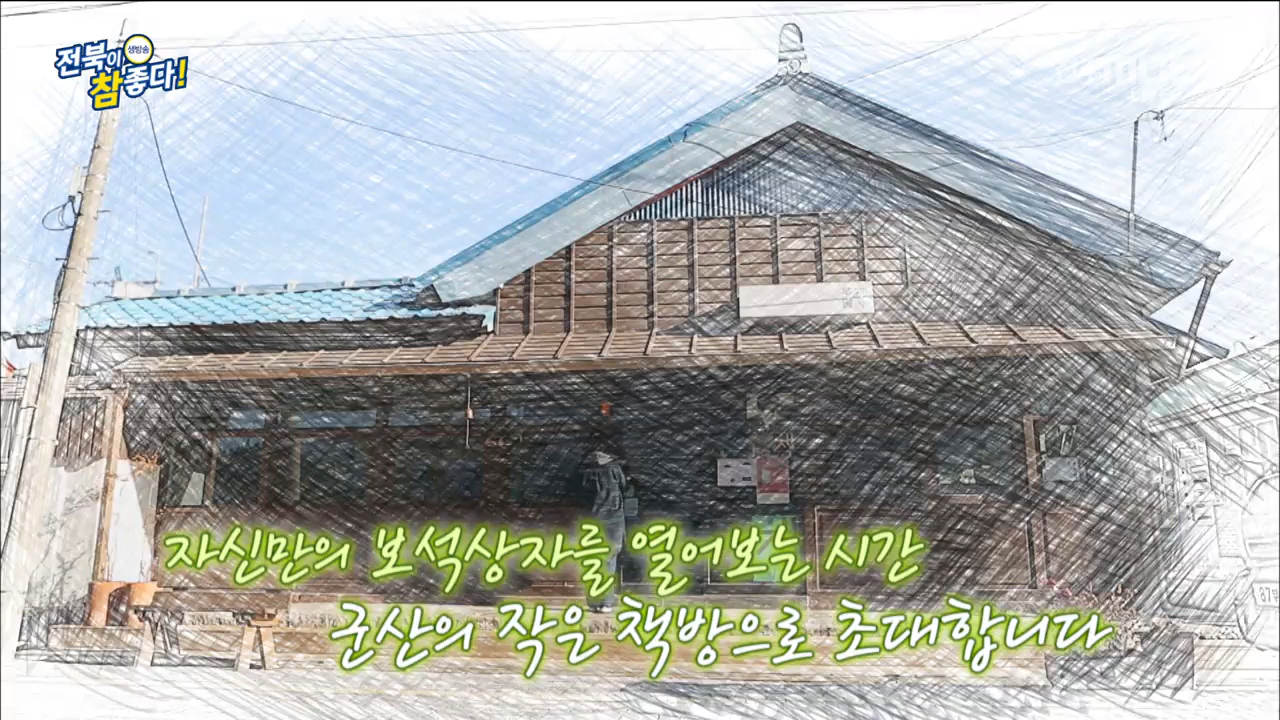 전북이
생방송
참좋다!
자신만의 보석상자를 열어보는 시간
군산의 작은 책방으로 초대합니다